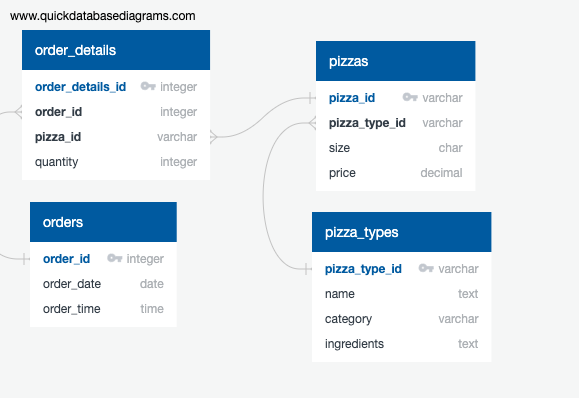 www.quickdatabasediagrams.com
order_details
order_details_id integer
order_id integer
pizza_id varchar
quantity integer
pizzas
pizza_id varchar
pizza_type_id varchar
size char
price decimal
orders
order_id integer
order_date date
order_time time
pizza_types
pizza_type_id varchar
name text
category varchar
ingredients text